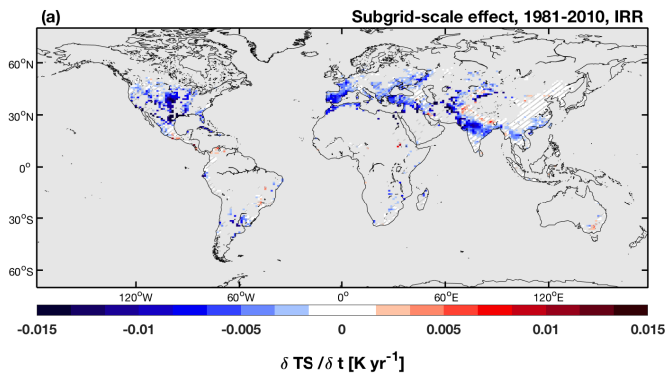 (a) Subgrid-scale effect, 1981-2010, IRR
60°N
30°N
0°
30°S
60°S
120°W 60°W 0° 60°E 120°E
-0.015 -0.01 -0.005 0 0.005 0.01 0.015
δ TS / δ t [K yr⁻¹]